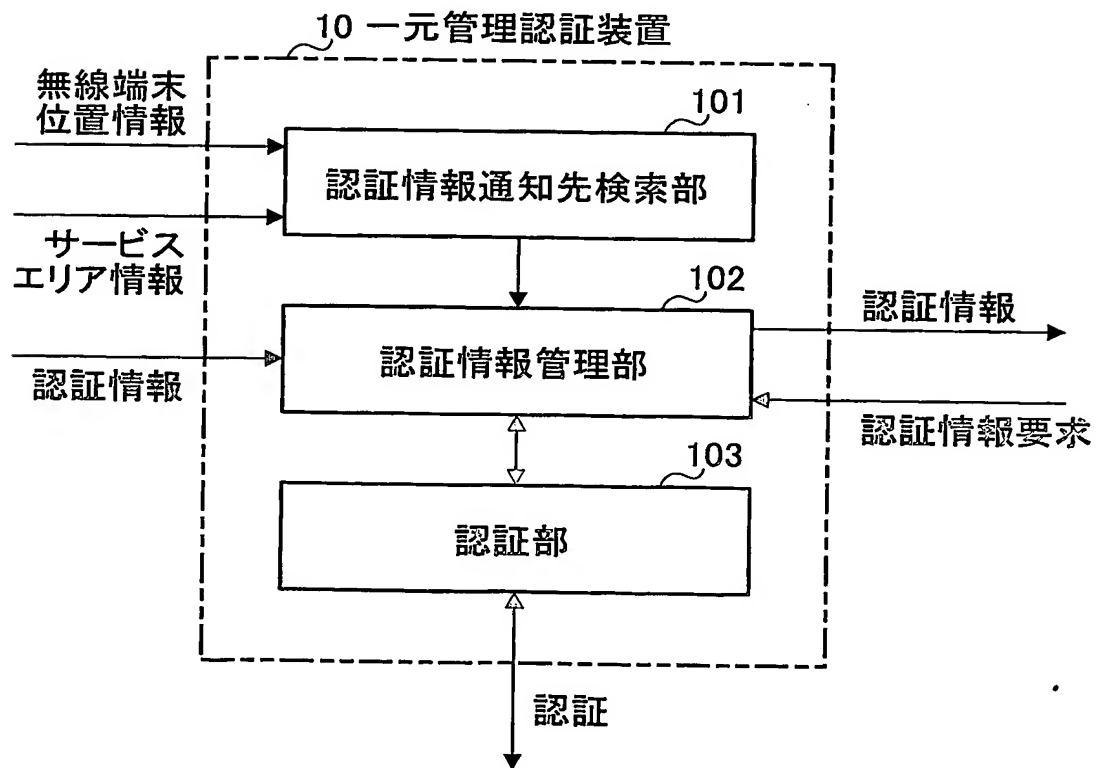 10 一元管理認証装置
無線端末
位置情報
101
認証情報通知先検索部
サービス
エリア情報
102
認証情報
認証情報管理部
認証情報
認証情報要求
103
認証部
認証